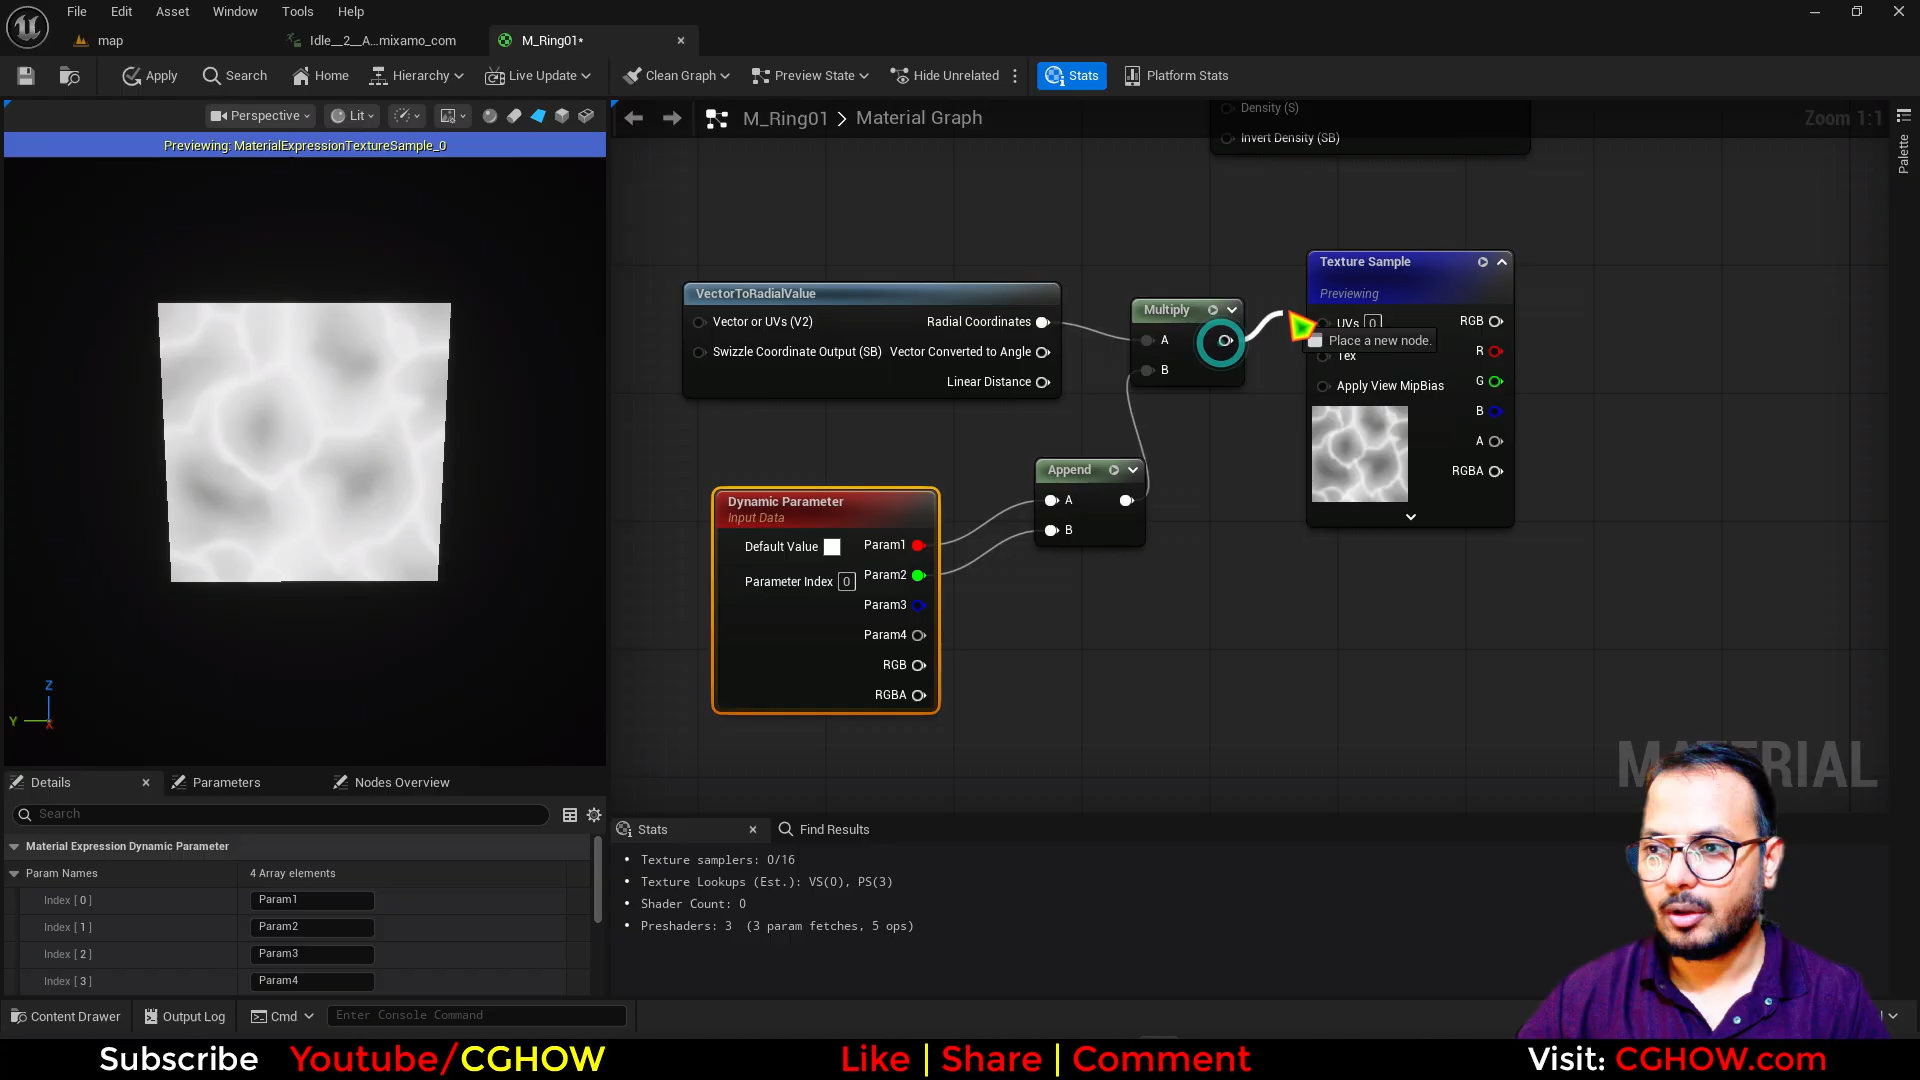 File Edit Asset Window Tools Help
map
Idle__2__A...mixamo_com
M_Ring01*
Apply Search Home Hierarchy Live Update Clean Graph Preview State Hide Unrelated Stats Platform Stats
Perspective Lit
Previewing: MaterialExpressionTextureSample_0
M_Ring01 > Material Graph
Zoom 1:1
Palette
Density (S)
Invert Density (SB)
VectorToRadialValue
Vector or UVs (V2) Radial Coordinates
Swizzle Coordinate Output (SB) Vector Converted to Angle
Linear Distance
Multiply
A
B
Texture Sample
Previewing
UVs 0 RGB
Place a new node.
Tex R
Apply View MipBias G
B
A
RGBA
Append
A
B
Dynamic Parameter
Input Data
Default Value Param1
Parameter Index 0 Param2
Param3
Param4
RGB
RGBA
Z
Y
X
Details Parameters Nodes Overview
Search
Material Expression Dynamic Parameter
Param Names 4 Array elements
Index [ 0 ] Param1
Index [ 1 ] Param2
Index [ 2 ] Param3
Index [ 3 ] Param4
Stats Find Results
• Texture samplers: 0/16
• Texture Lookups (Est.): VS(0), PS(3)
• Shader Count: 0
• Preshaders: 3 (3 param fetches, 5 ops)
Content Drawer Output Log Cmd Enter Console Command
Subscribe Youtube/CGHOW Like | Share | Comment Visit: CGHOW.com